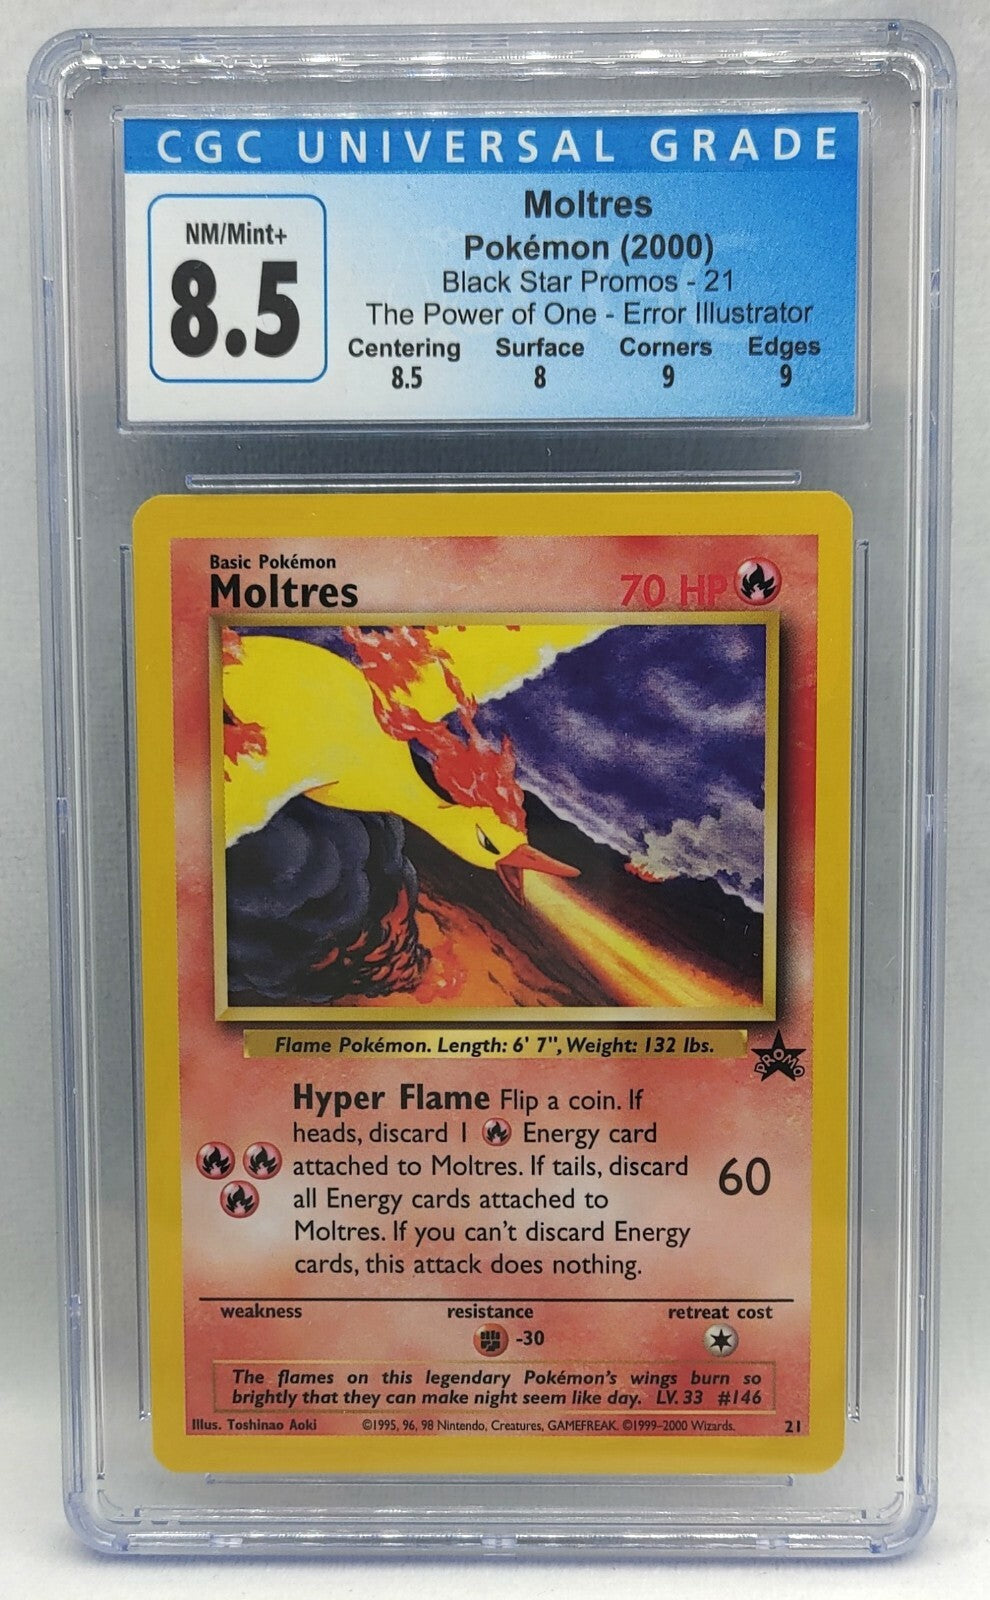 CGC UNIVERSAL GRADE
NM/Mint+
8.5
Moltres
Pokémon (2000)
Black Star Promos - 21
The Power of One - Error Illustrator
Centering Surface Corners Edges
8.5 8 9 9
Basic Pokémon
Moltres 70 HP
Flame Pokémon. Length: 6' 7", Weight: 132 lbs.
PROMO
Hyper Flame Flip a coin. If
heads, discard 1 Energy card
attached to Moltres. If tails, discard
all Energy cards attached to
Moltres. If you can't discard Energy
cards, this attack does nothing.
60
weakness resistance retreat cost
-30
The flames on this legendary Pokémon's wings burn so
brightly that they can make night seem like day. LV. 33 #146
Illus. Toshinao Aoki ©1995, 96, 98 Nintendo, Creatures, GAMEFREAK. ©1999–2000 Wizards. 21